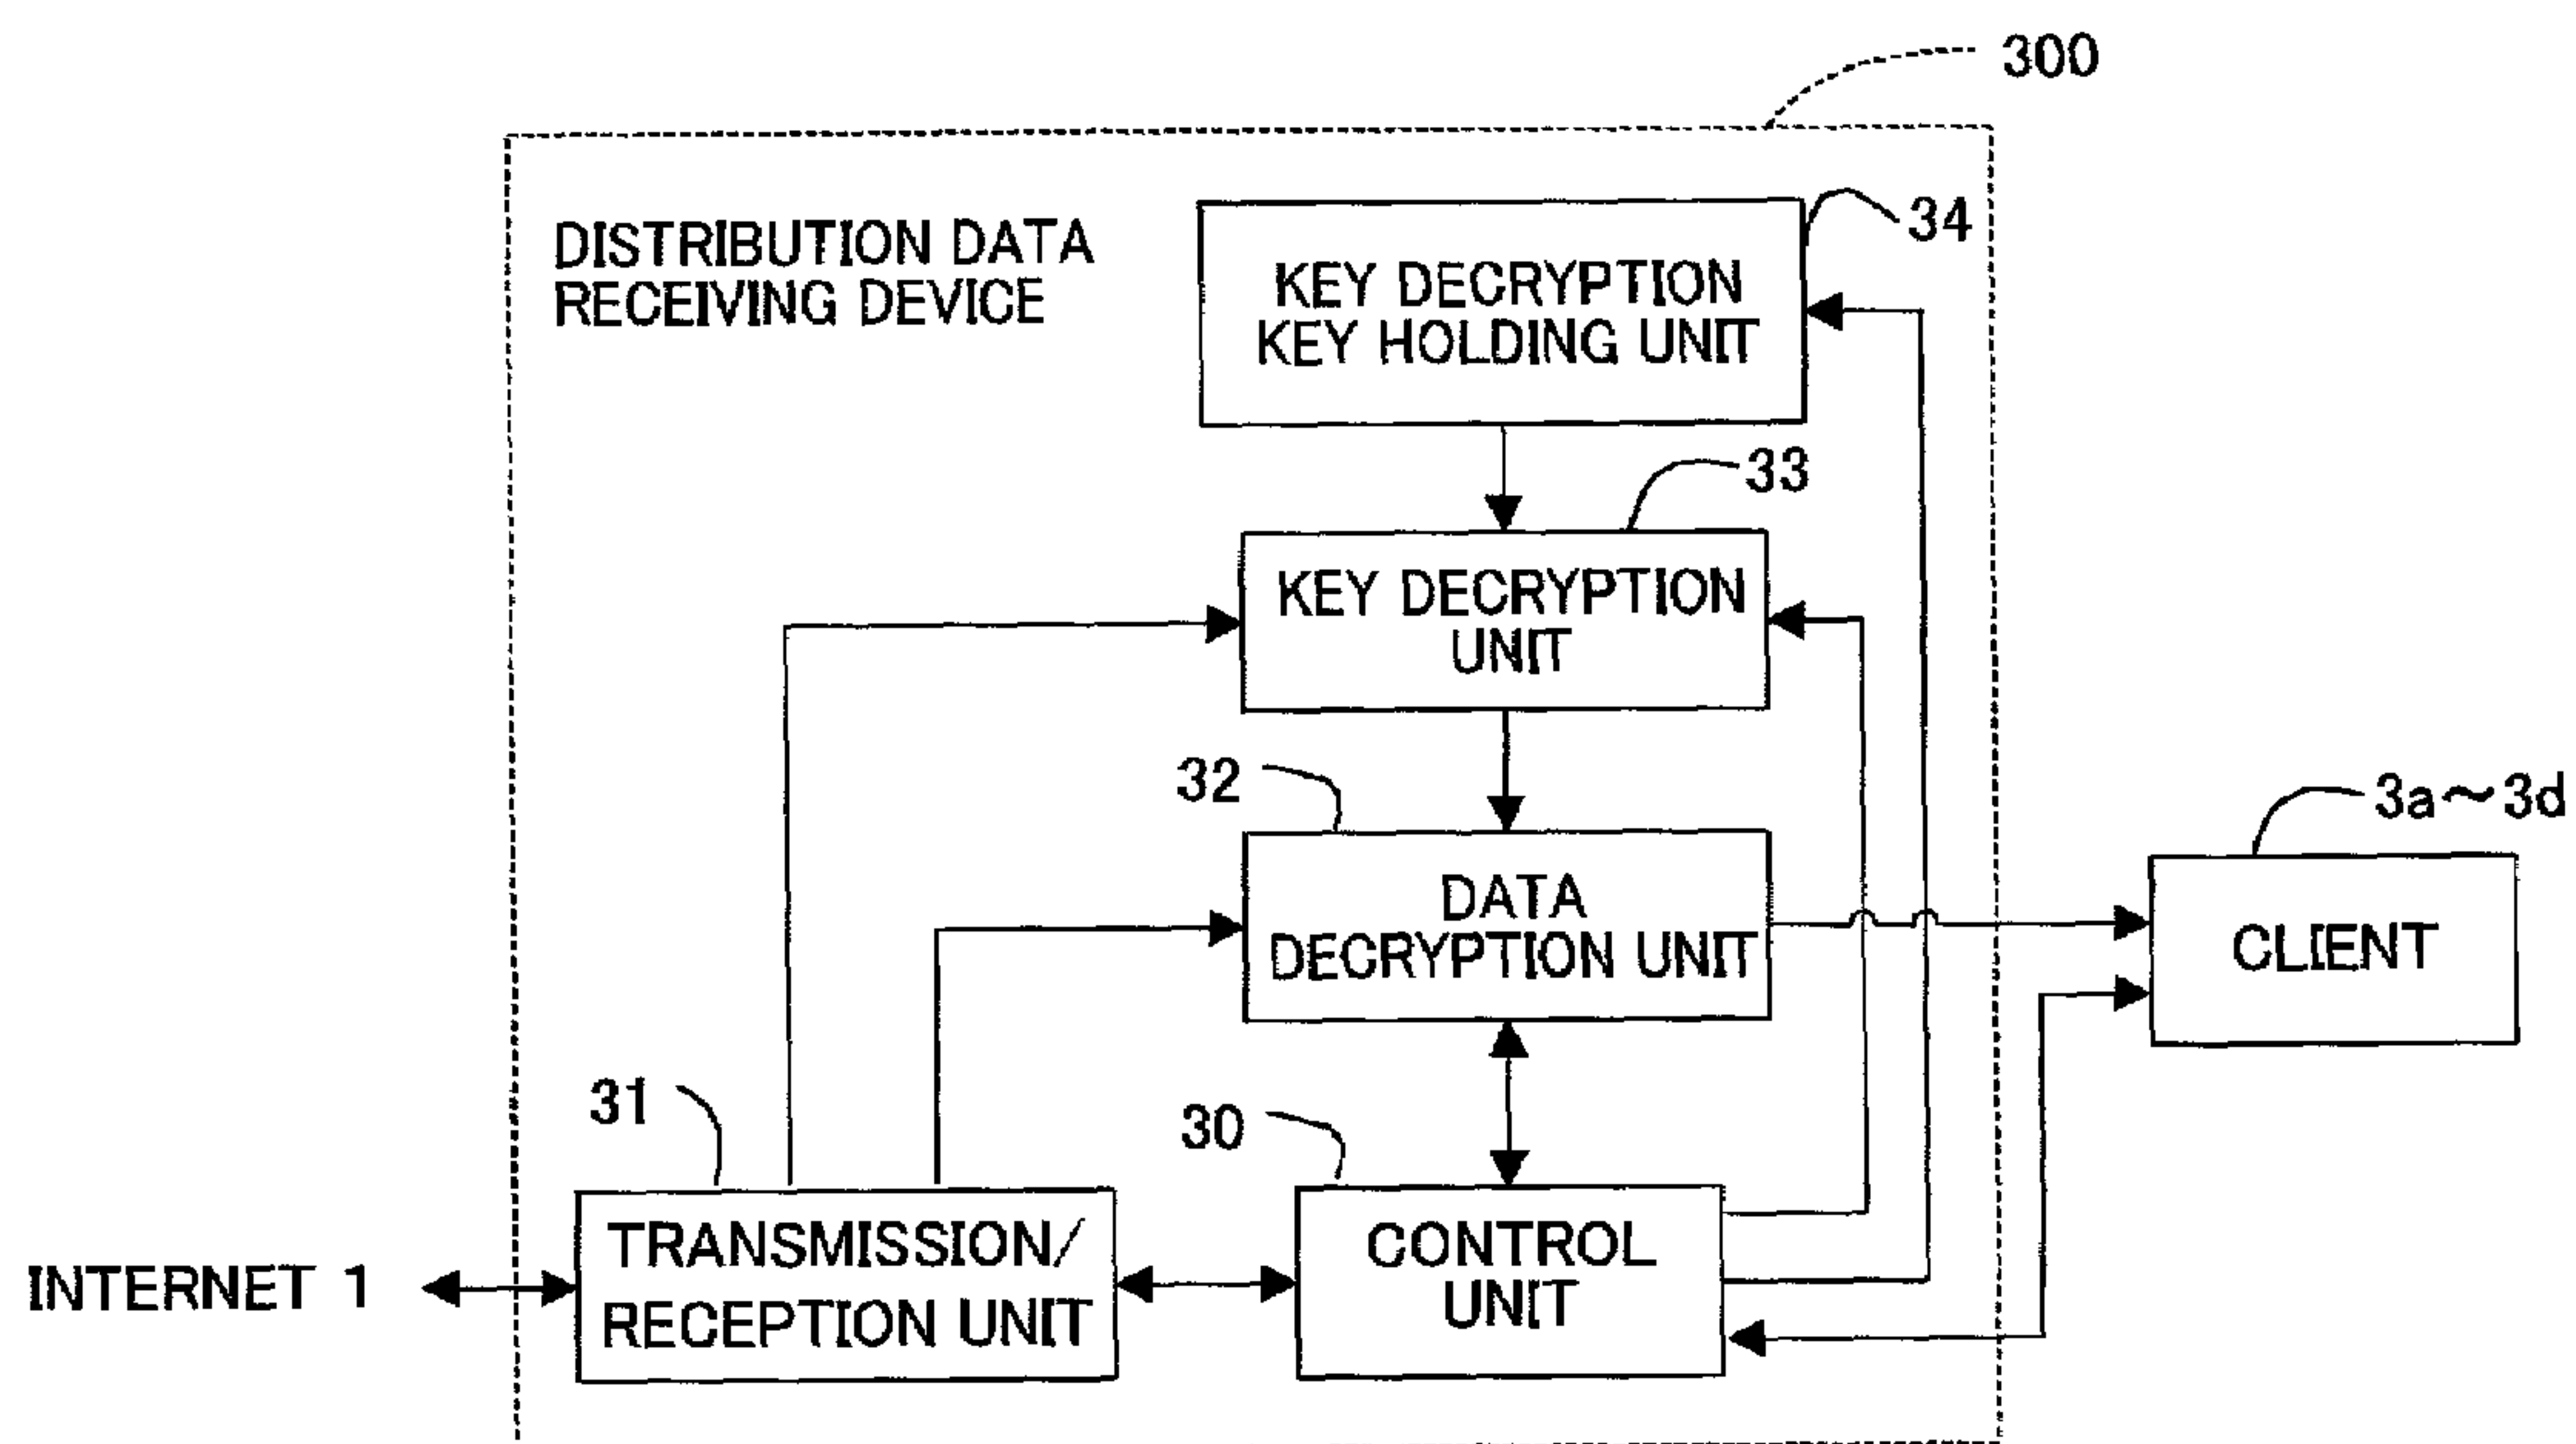 300
DISTRIBUTION DATA
RECEIVING DEVICE
34
KEY DECRYPTION
KEY HOLDING UNIT
33
KEY DECRYPTION
UNIT
32
3a～3d
DATA
DECRYPTION UNIT
CLIENT
31
30
TRANSMISSION/
RECEPTION UNIT
CONTROL
UNIT
INTERNET 1